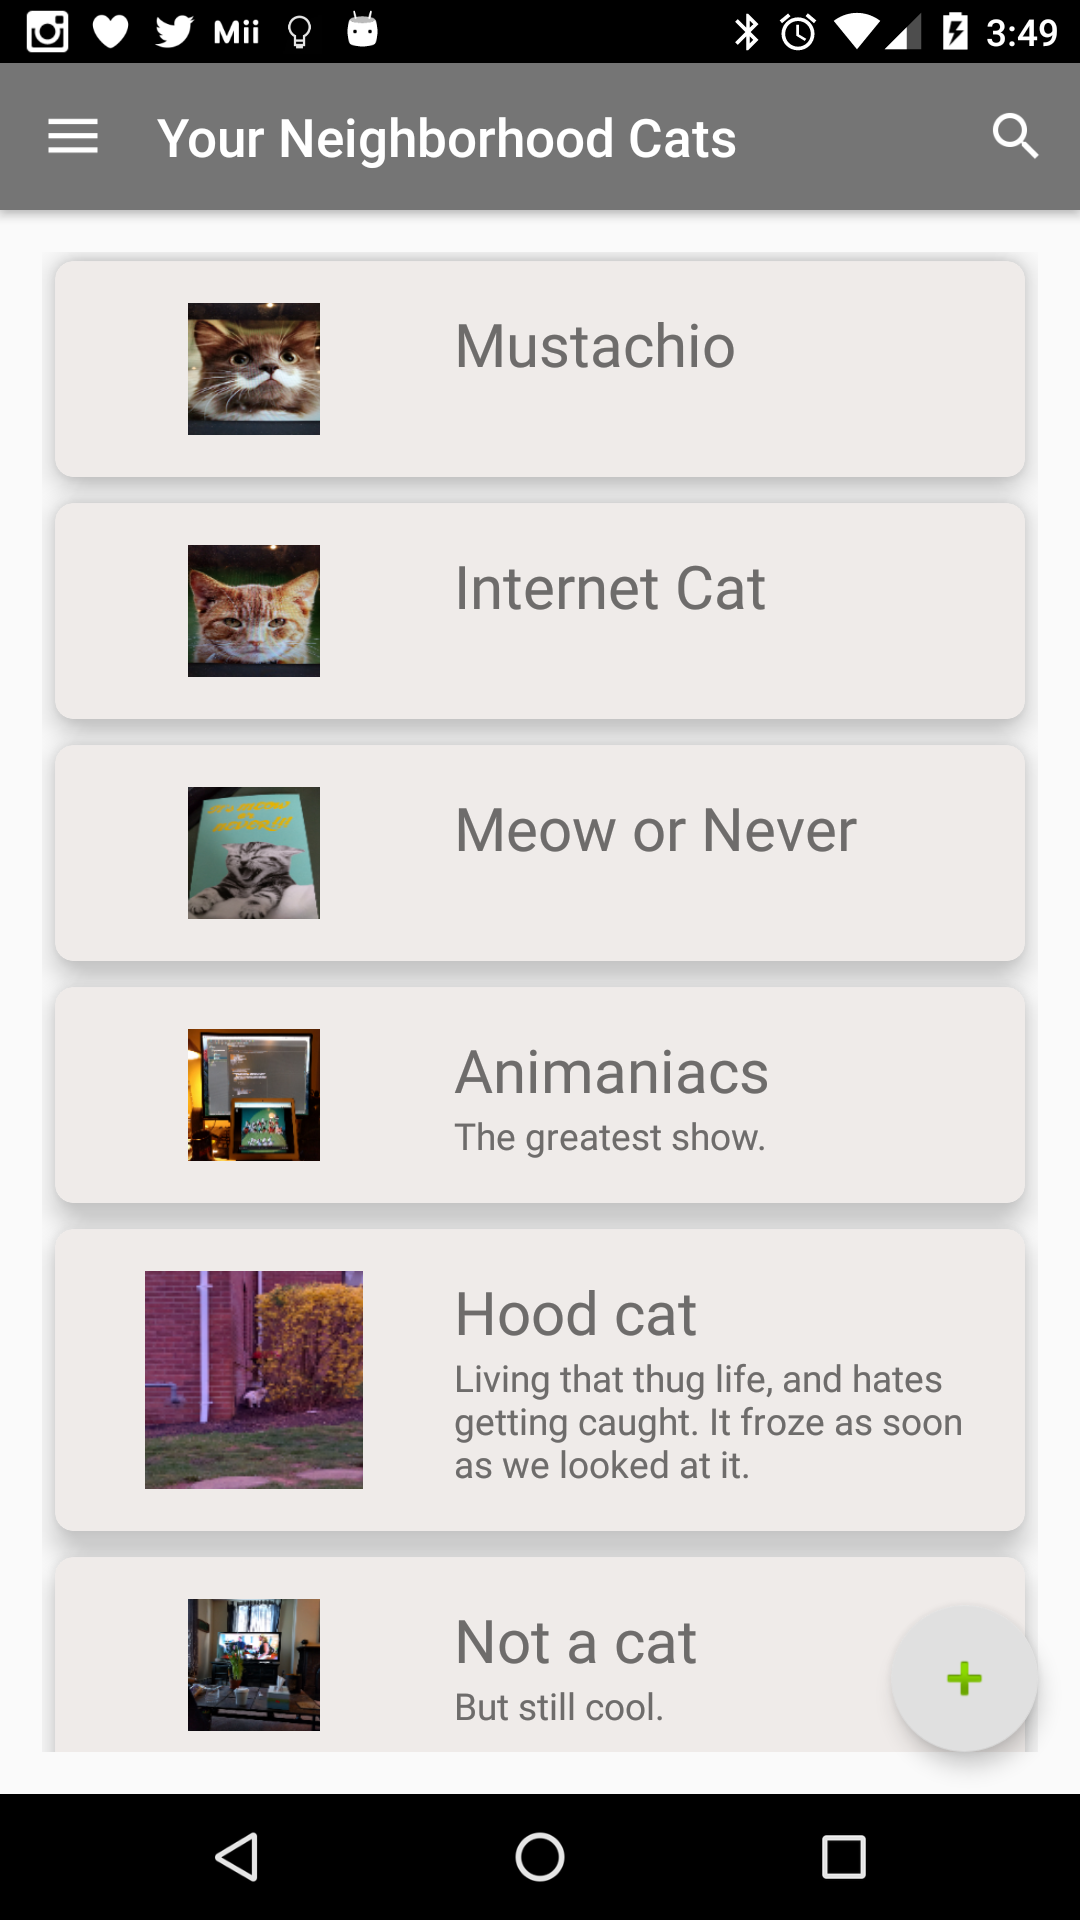 Mii
3:49
Your Neighborhood Cats
Mustachio
Internet Cat
Meow or Never
Animaniacs
The greatest show.
Hood cat
Living that thug life, and hates
getting caught. It froze as soon
as we looked at it.
Not a cat
But still cool.